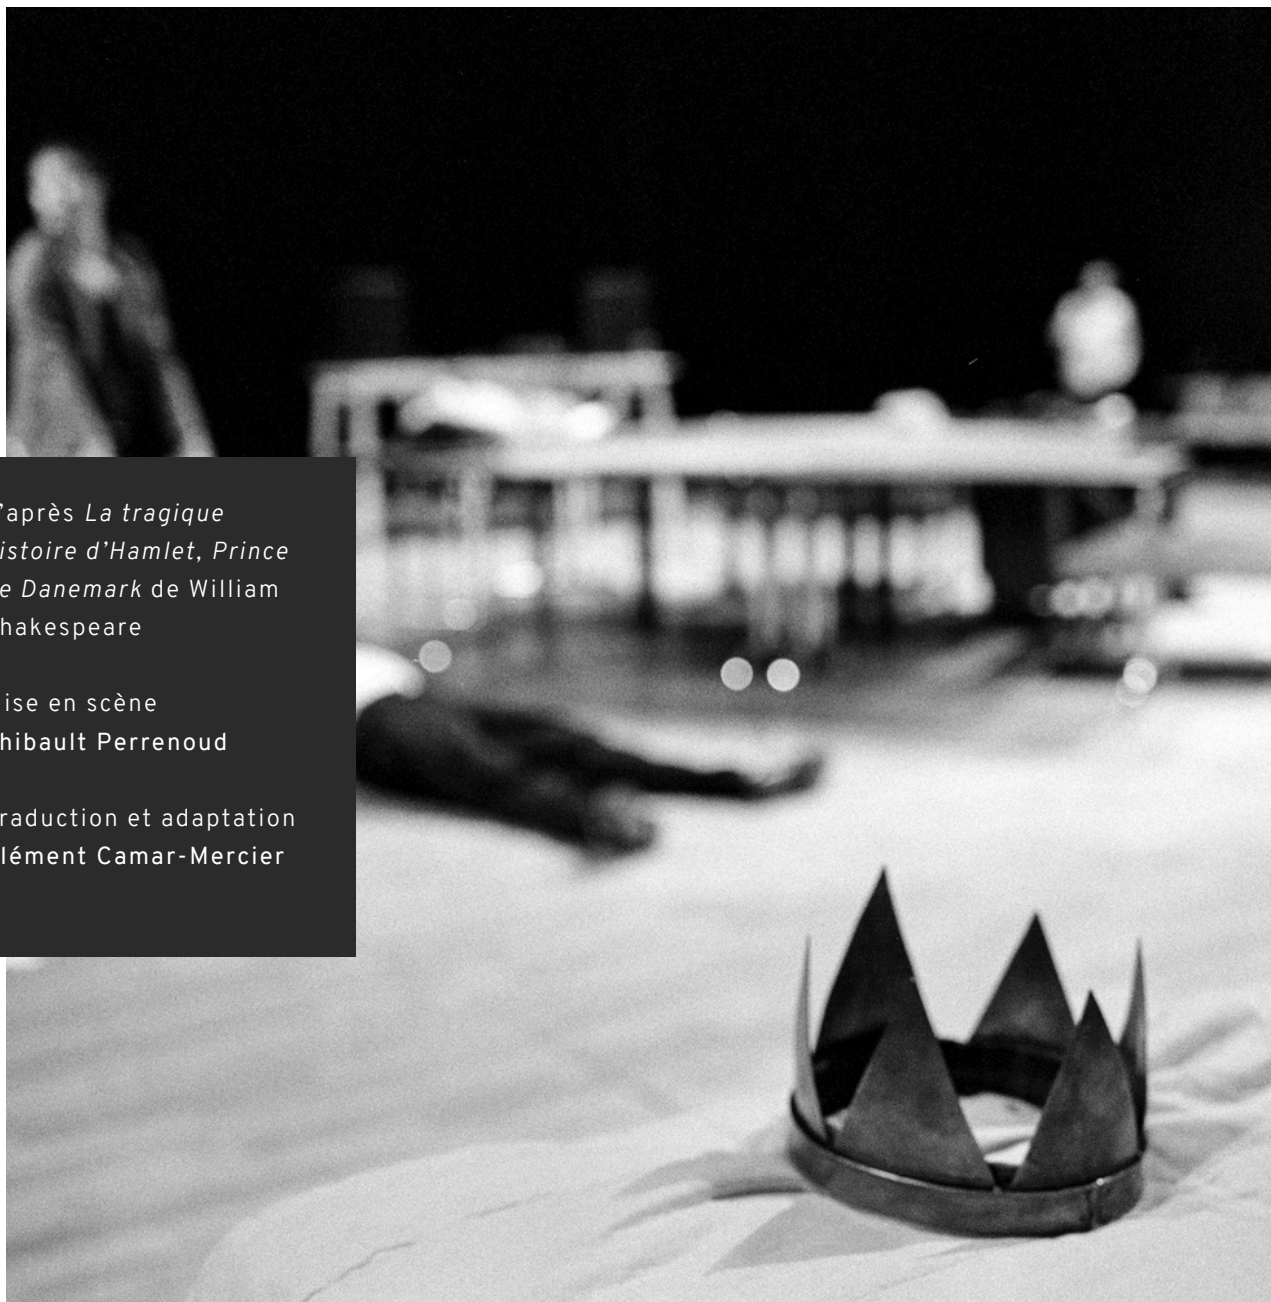 ’après La tragique
istoire d’Hamlet, Prince
e Danemark de William
hakespeare
ise en scène
hibault Perrenoud
raduction et adaptation
lément Camar-Mercier